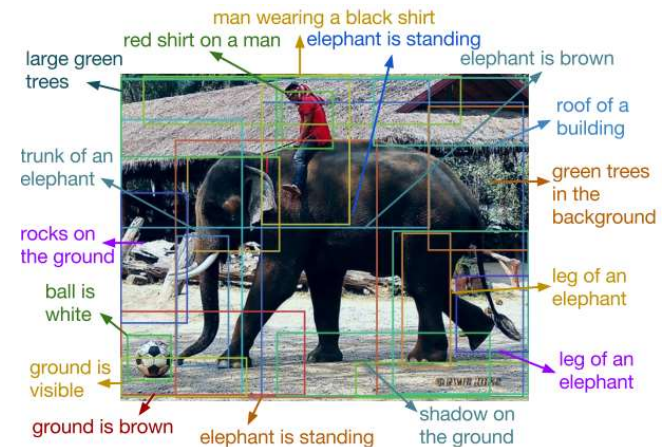 man wearing a black shirt
red shirt on a man
elephant is standing
large green
trees
elephant is brown
roof of a
building
trunk of an
elephant
green trees
in the
background
rocks on
the ground
leg of an
elephant
ball is
white
ground is
visible
leg of an
elephant
ground is brown
elephant is standing
shadow on
the ground